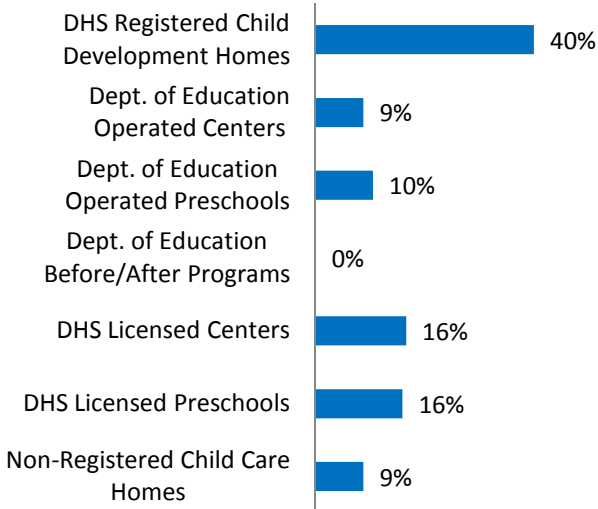 DHS Registered Child
Development Homes
40%
Dept. of Education
Operated Centers
9%
Dept. of Education
Operated Preschools
10%
Dept. of Education
Before/After Programs
0%
DHS Licensed Centers
16%
DHS Licensed Preschools
16%
Non-Registered Child Care
Homes
9%